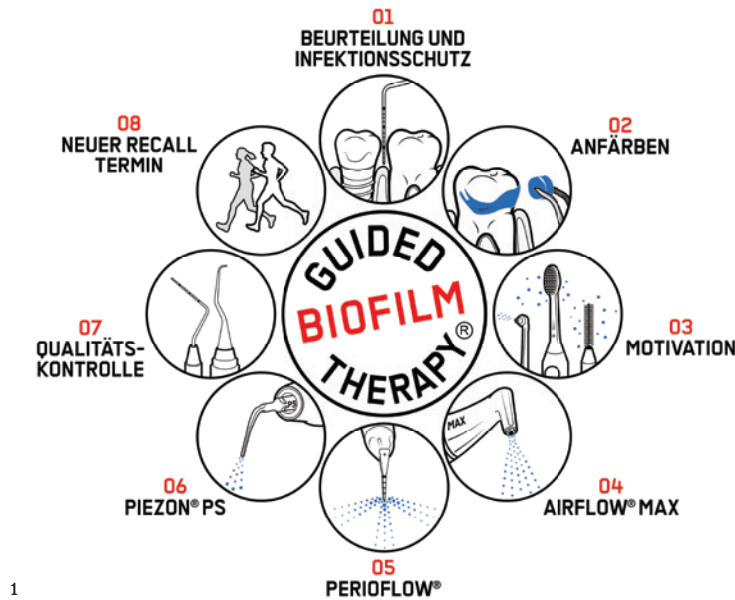 01
BEURTEILUNG UND
INFEKTIONSSCHUTZ
02
ANFÄRBEN
03
MOTIVATION
MAX
04
AIRFLOW® MAX
05
PERIOFLOW®
PS
06
PIEZON® PS
07
QUALITÄTS-
KONTROLLE
08
NEUER RECALL
TERMIN
GUIDED
BIOFILM
THERAPY®
1